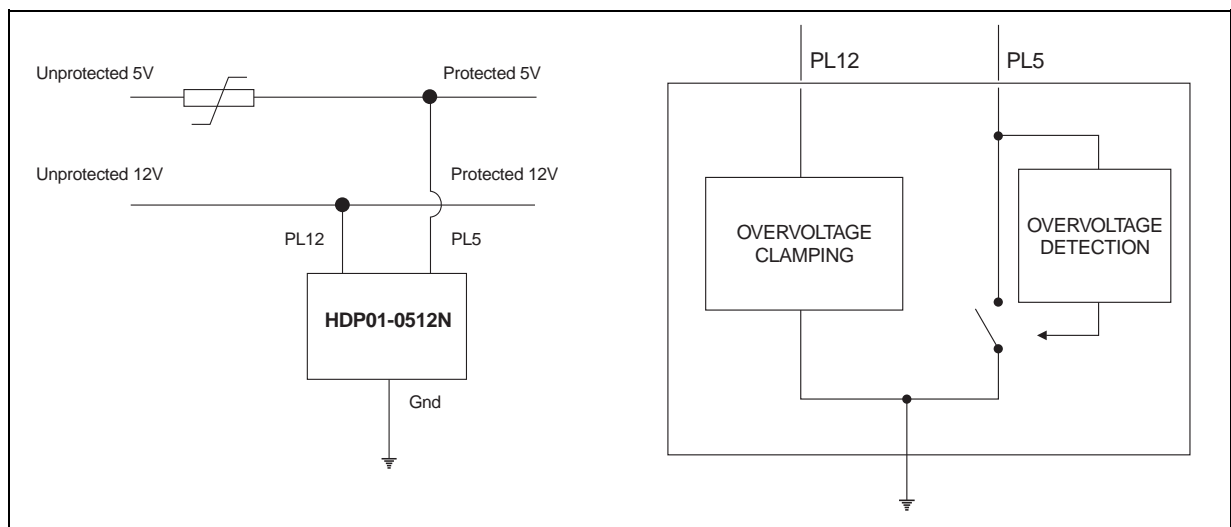 Unprotected 5V
Protected 5V
Unprotected 12V
Protected 12V
PL12
PL5
HDP01-0512N
Gnd
PL12
PL5
OVERVOLTAGE
CLAMPING
OVERVOLTAGE
DETECTION